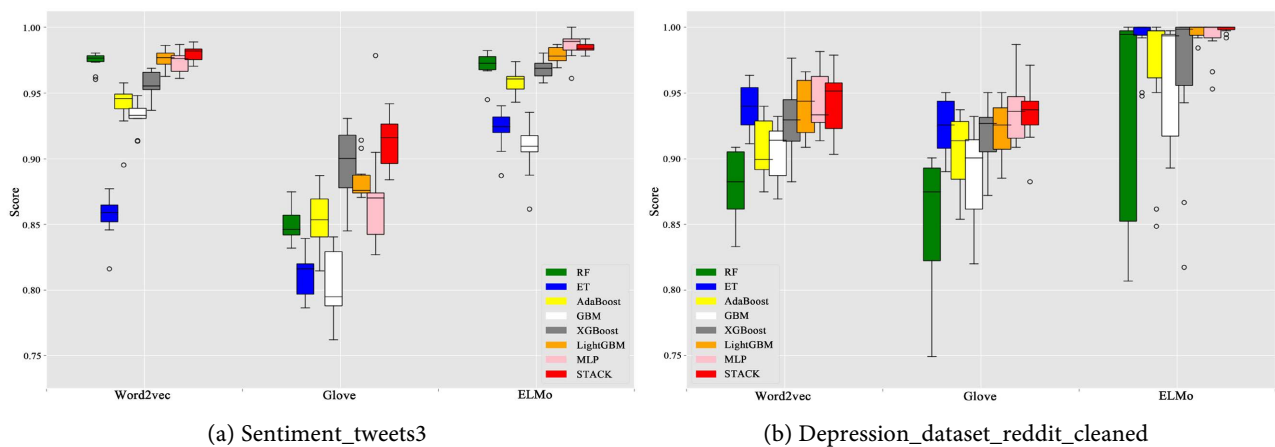 1.00
0.95
0.90
0.85
0.80
0.75
Score
RF
ET
AdaBoost
GBM
XGBoost
LightGBM
MLP
STACK
Word2vec
Glove
ELMo
(a) Sentiment_tweets3
1.00
0.95
0.90
0.85
0.80
0.75
Score
RF
ET
AdaBoost
GBM
XGBoost
LightGBM
MLP
STACK
Word2vec
Glove
ELMo
(b) Depression_dataset_reddit_cleaned